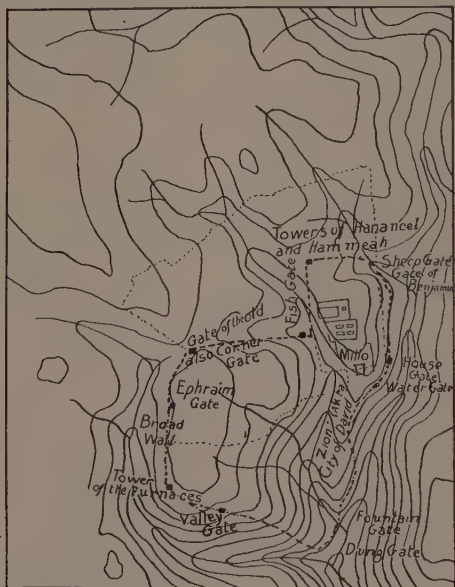 Towers of Hanancel
and Hammeah
Sheep Gate
Gate of
Benjamin
Fish Gate
Gate of the old
also Corner
Gate
Millo
House
Gate
Water Gate
Ephraim
Gate
Broad
Wall
Zion (Akra
City of David
Tower
of the Furnaces
Valley
Gate
Fountain
Gate
Dung Gate